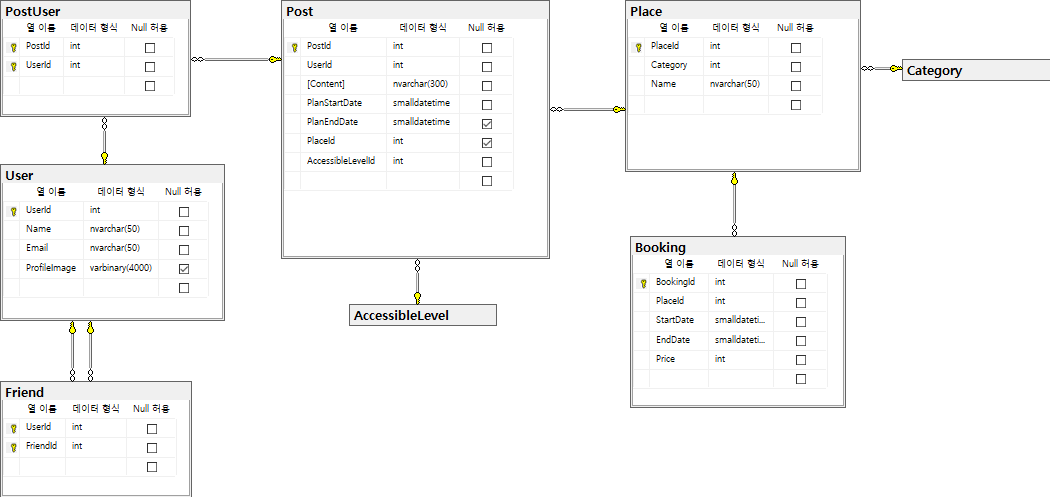 PostUser
열 이름 데이터 형식 Null 허용
PostId int
UserId int
Post
열 이름 데이터 형식 Null 허용
PostId int
UserId int
[Content] nvarchar(300)
PlanStartDate smalldatetime
PlanEndDate smalldatetime
PlaceId int
AccessibleLevelId int
Place
열 이름 데이터 형식 Null 허용
PlaceId int
Category int
Name nvarchar(50)
Category
User
열 이름 데이터 형식 Null 허용
UserId int
Name nvarchar(50)
Email nvarchar(50)
ProfileImage varbinary(4000)
AccessibleLevel
Booking
열 이름 데이터 형식 Null 허용
BookingId int
PlaceId int
StartDate smalldateti...
EndDate smalldateti...
Price int
Friend
열 이름 데이터 형식 Null 허용
UserId int
FriendId int